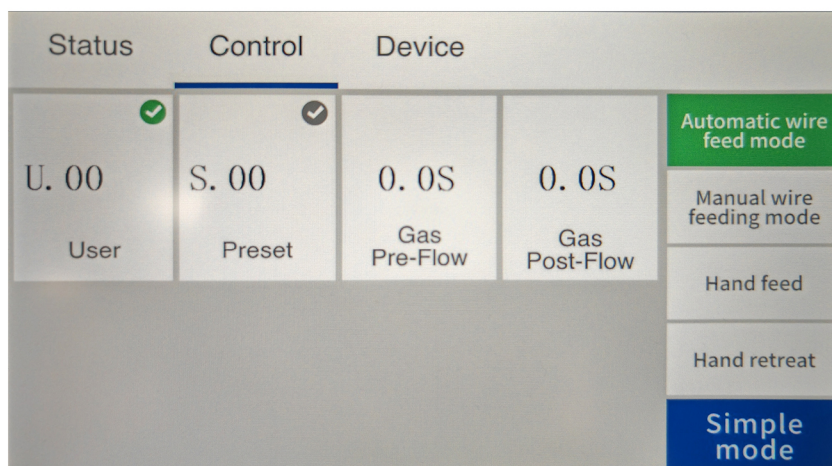 Status Control Device
U. 00 S. 00 0. 0S 0. 0S
User Preset Gas Pre-Flow Gas Post-Flow
Automatic wire
feed mode
Manual wire
feeding mode
Hand feed
Hand retreat
Simple
mode